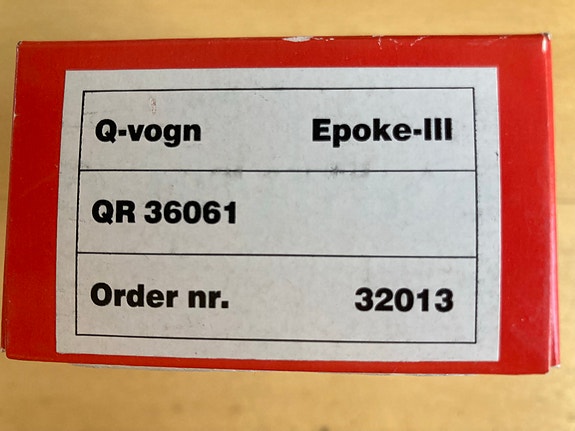 Q-vogn Epoke-III
QR 36061
Order nr. 32013